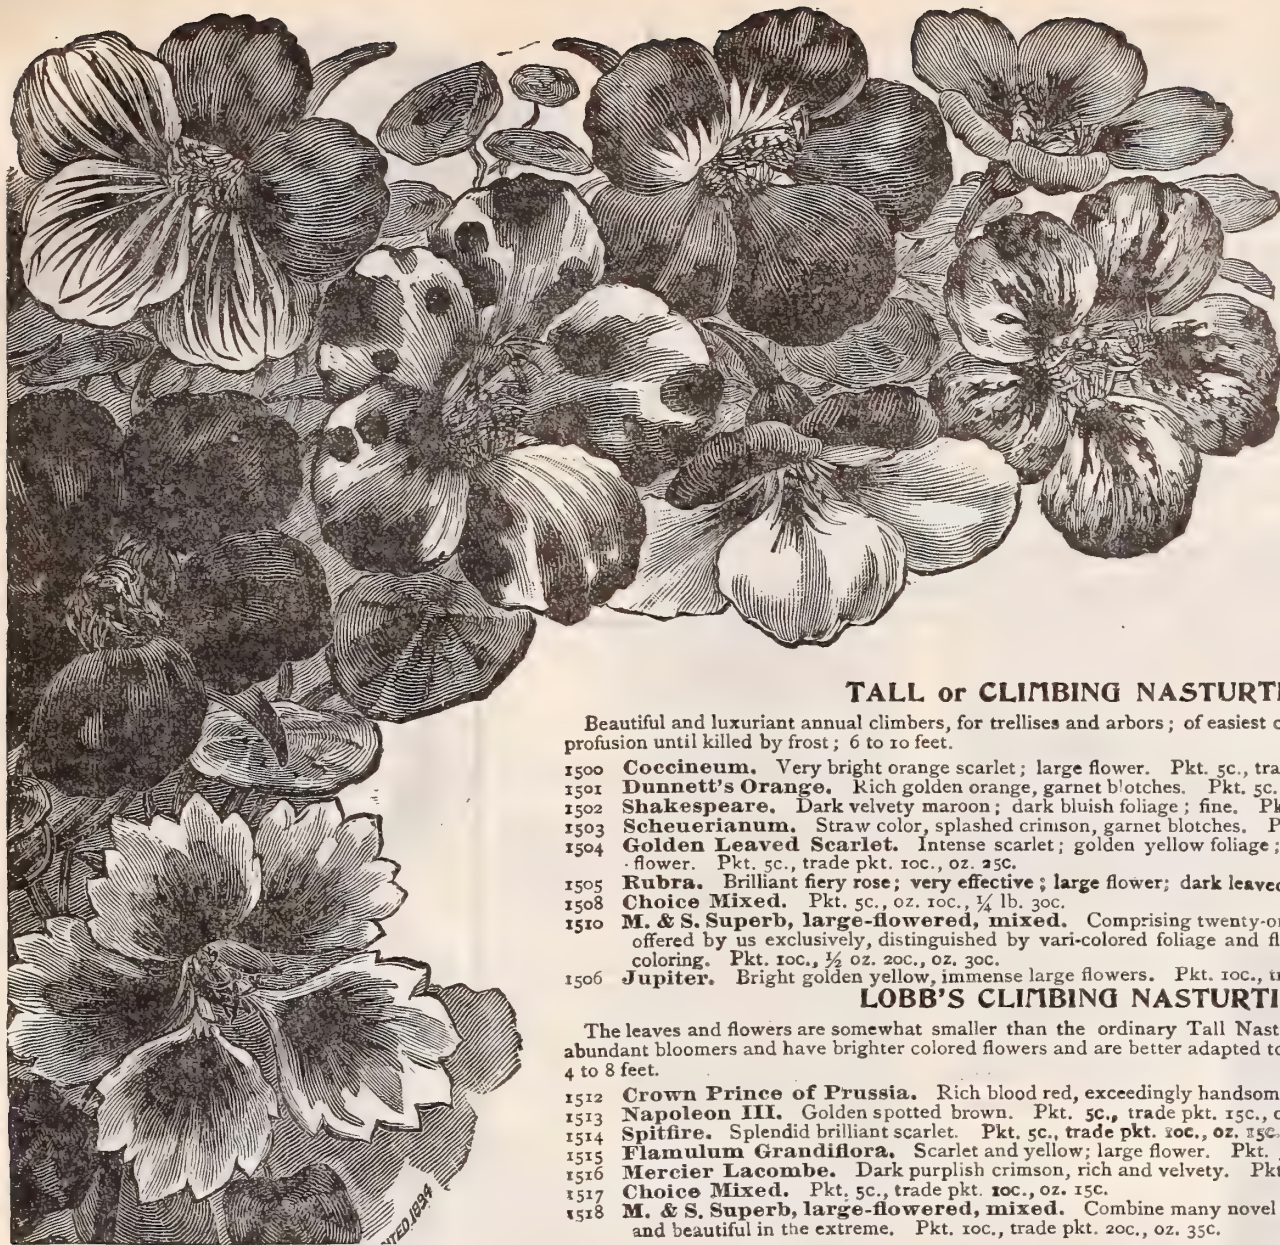 TALL or CLIMBING NASTURTI
Beautiful and luxuriant annual climbers, for trellises and arbors; of easiest c
profusion until killed by frost; 6 to 10 feet.
1500 Coccineum. Very bright orange scarlet; large flower. Pkt. 5c., tra
1501 Dunnett's Orange. Rich golden orange, garnet blotches. Pkt. 5c.
1502 Shakespeare. Dark velvety maroon; dark bluish foliage; fine. Pk
1503 Scheuerianum. Straw color, splashed crimson, garnet blotches. P
1504 Golden Leaved Scarlet. Intense scarlet; golden yellow foliage;
flower. Pkt. 5c., trade pkt. 10c., oz. 25c.
1505 Rubra. Brilliant fiery rose; very effective; large flower; dark leaved
1508 Choice Mixed. Pkt. 5c., oz. 10c., ¼ lb. 30c.
1510 M. & S. Superb, large-flowered, mixed. Comprising twenty-o
offered by us exclusively, distinguished by vari-colored foliage and fl
coloring. Pkt. 10c., ½ oz. 20c., oz. 30c.
1506 Jupiter. Bright golden yellow, immense large flowers. Pkt. 10c., t
LOBB'S CLIMBING NASTURTI
The leaves and flowers are somewhat smaller than the ordinary Tall Nast
abundant bloomers and have brighter colored flowers and are better adapted to
4 to 8 feet.
1512 Crown Prince of Prussia. Rich blood red, exceedingly handsom
1513 Napoleon III. Golden spotted brown. Pkt. 5c., trade pkt. 15c., o
1514 Spitfire. Splendid brilliant scarlet. Pkt. 5c., trade pkt. 10c., oz. 15c.
1515 Flamulum Grandiflora. Scarlet and yellow; large flower. Pkt.
1516 Mercier Lacombe. Dark purplish crimson, rich and velvety. Pkt
1517 Choice Mixed. Pkt. 5c., trade pkt. 10c., oz. 15c.
1518 M. & S. Superb, large-flowered, mixed. Combine many novel
and beautiful in the extreme. Pkt. 10c., trade pkt. 20c., oz. 35c.
NTED.1894